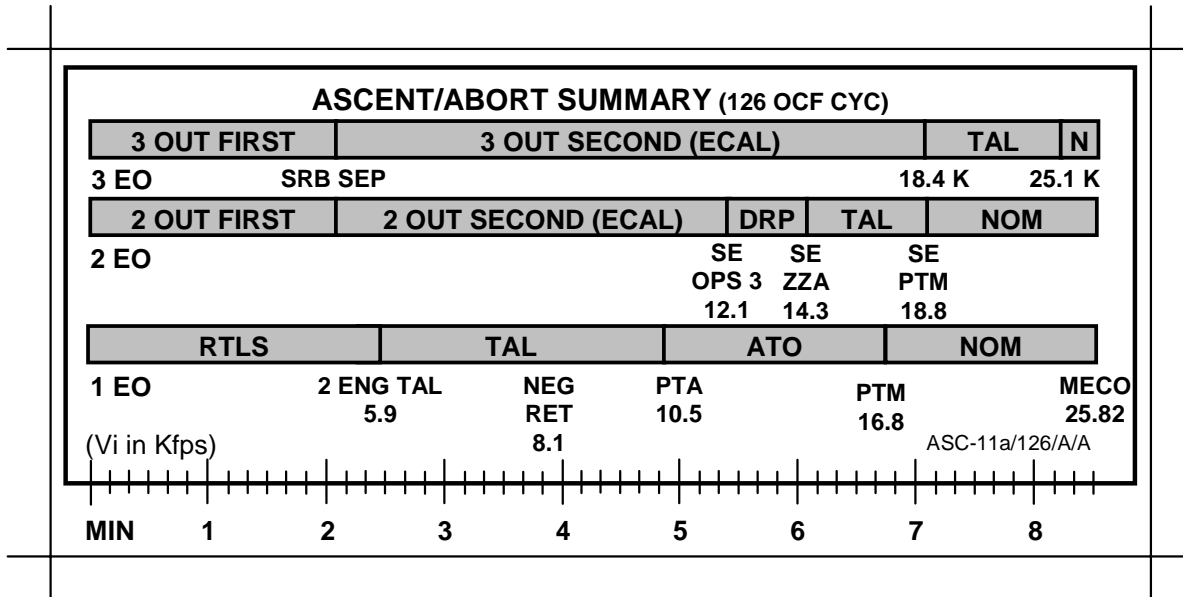 ASCENT/ABORT SUMMARY (126 OCF CYC)
3 OUT FIRST 3 OUT SECOND (ECAL) TAL N
3 EO SRB SEP 18.4 K 25.1 K
2 OUT FIRST 2 OUT SECOND (ECAL) DRP TAL NOM
2 EO SE SE SE
OPS 3 ZZA PTM
12.1 14.3 18.8
RTLS TAL ATO NOM
1 EO 2 ENG TAL NEG PTA PTM MECO
5.9 RET 10.5 16.8 25.82
(Vi in Kfps) 8.1 ASC-11a/126/A/A
MIN 1 2 3 4 5 6 7 8